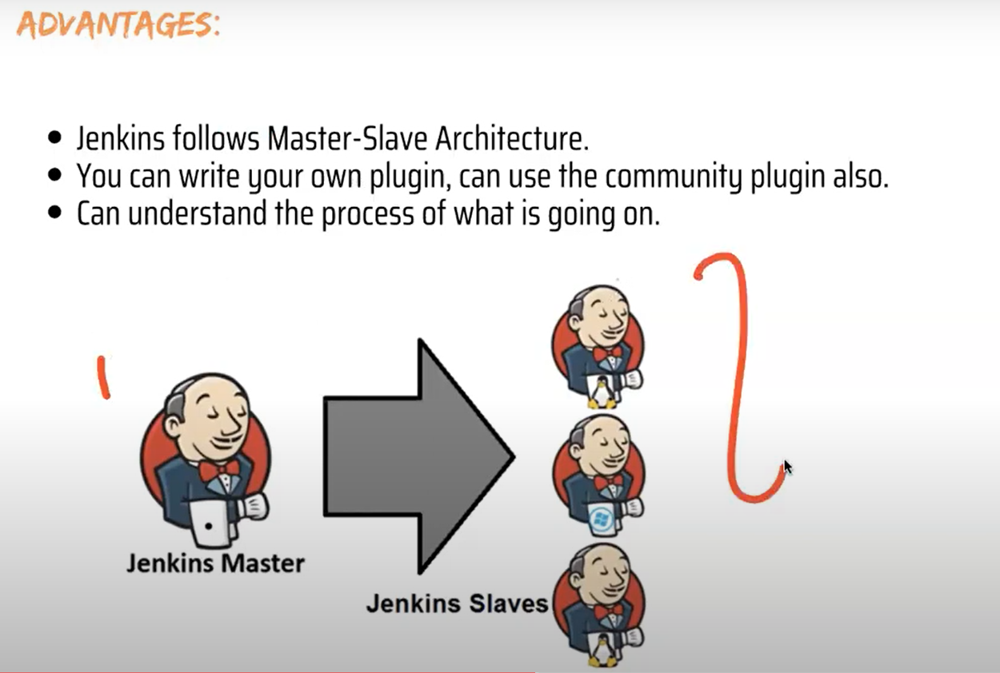 ADVANTAGES:
• Jenkins follows Master-Slave Architecture.
• You can write your own plugin, can use the community plugin also.
• Can understand the process of what is going on.
Jenkins Master
Jenkins Slaves